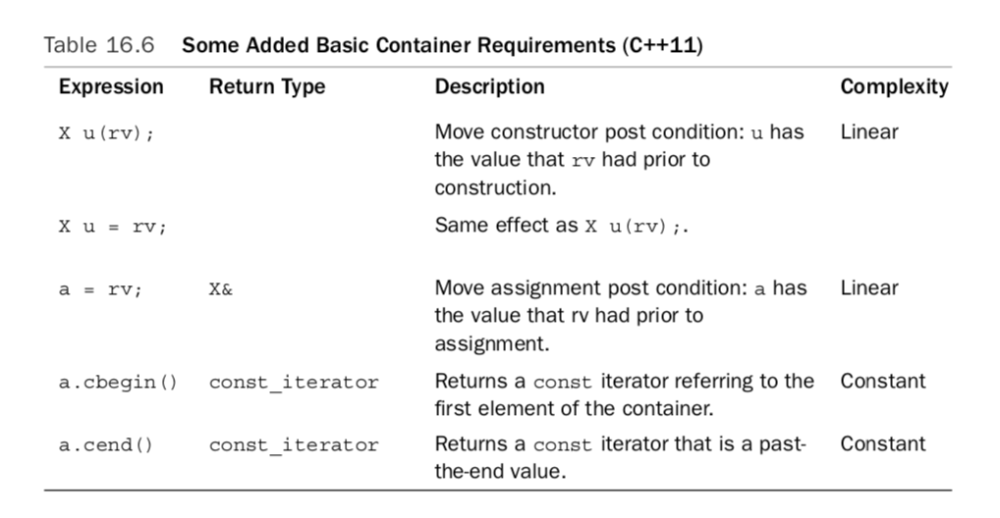 Table 16.6 Some Added Basic Container Requirements (C++11)
Expression Return Type Description Complexity
X u(rv); Move constructor post condition: u has Linear
the value that rv had prior to
construction.
X u = rv; Same effect as X u(rv);.
a = rv; X& Move assignment post condition: a has Linear
the value that rv had prior to
assignment.
a.cbegin() const_iterator Returns a const iterator referring to the Constant
first element of the container.
a.cend() const_iterator Returns a const iterator that is a past- Constant
the-end value.